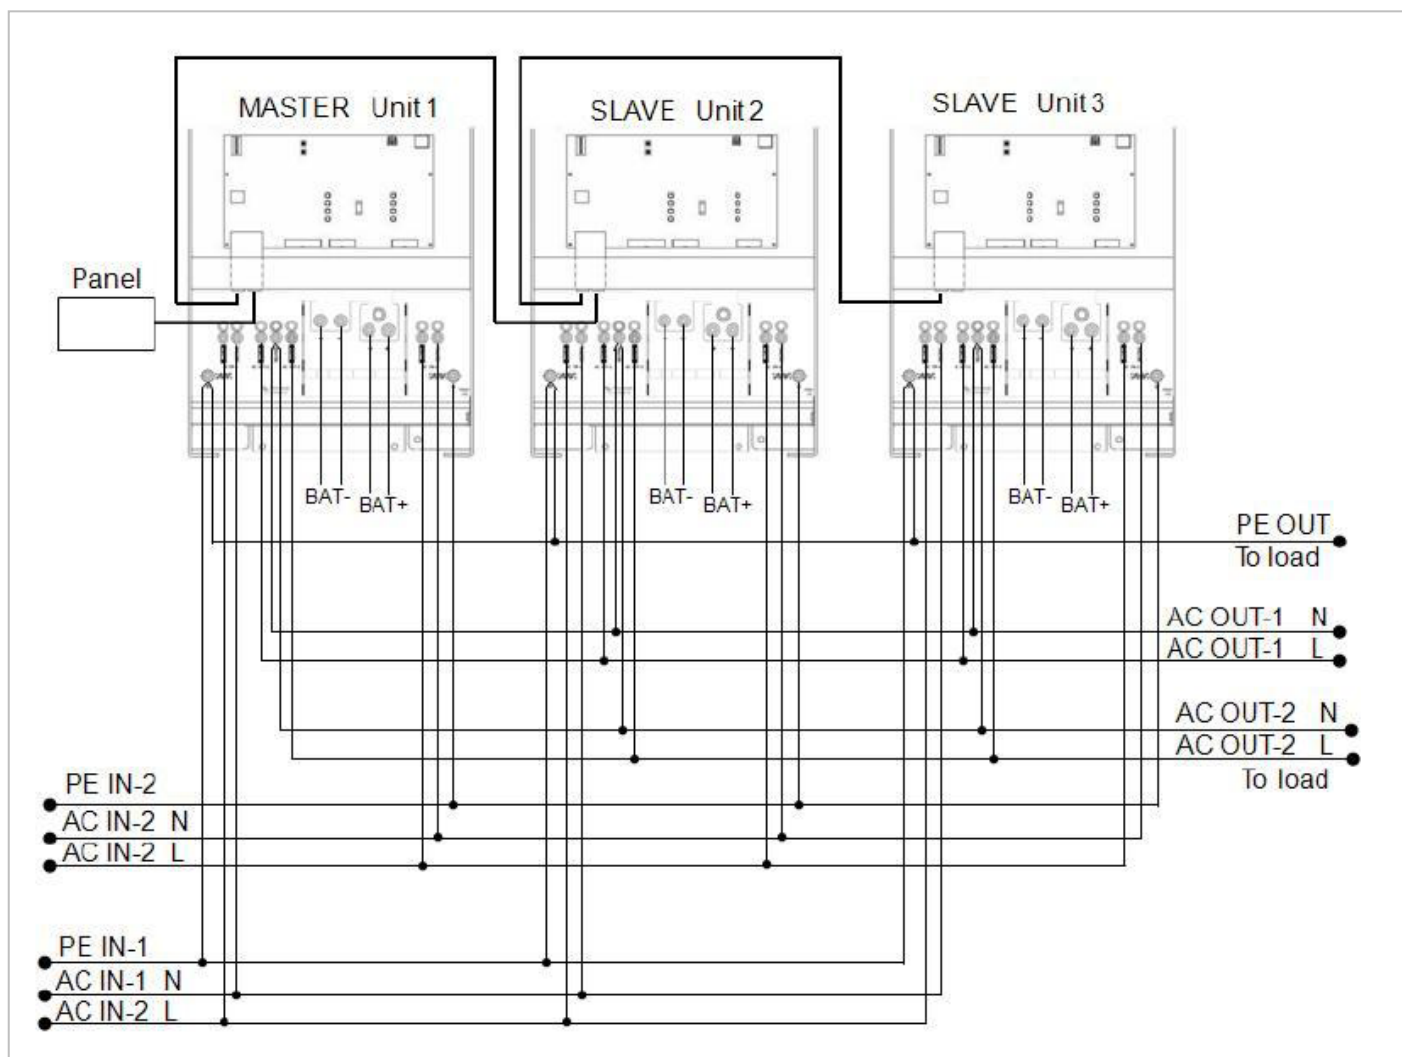 MASTER Unit 1
SLAVE Unit 2
SLAVE Unit 3
Panel
BAT-
BAT+
BAT-
BAT+
BAT-
BAT+
PE OUT
To load
AC OUT-1 N
AC OUT-1 L
AC OUT-2 N
AC OUT-2 L
To load
PE IN-2
AC IN-2 N
AC IN-2 L
PE IN-1
AC IN-1 N
AC IN-2 L